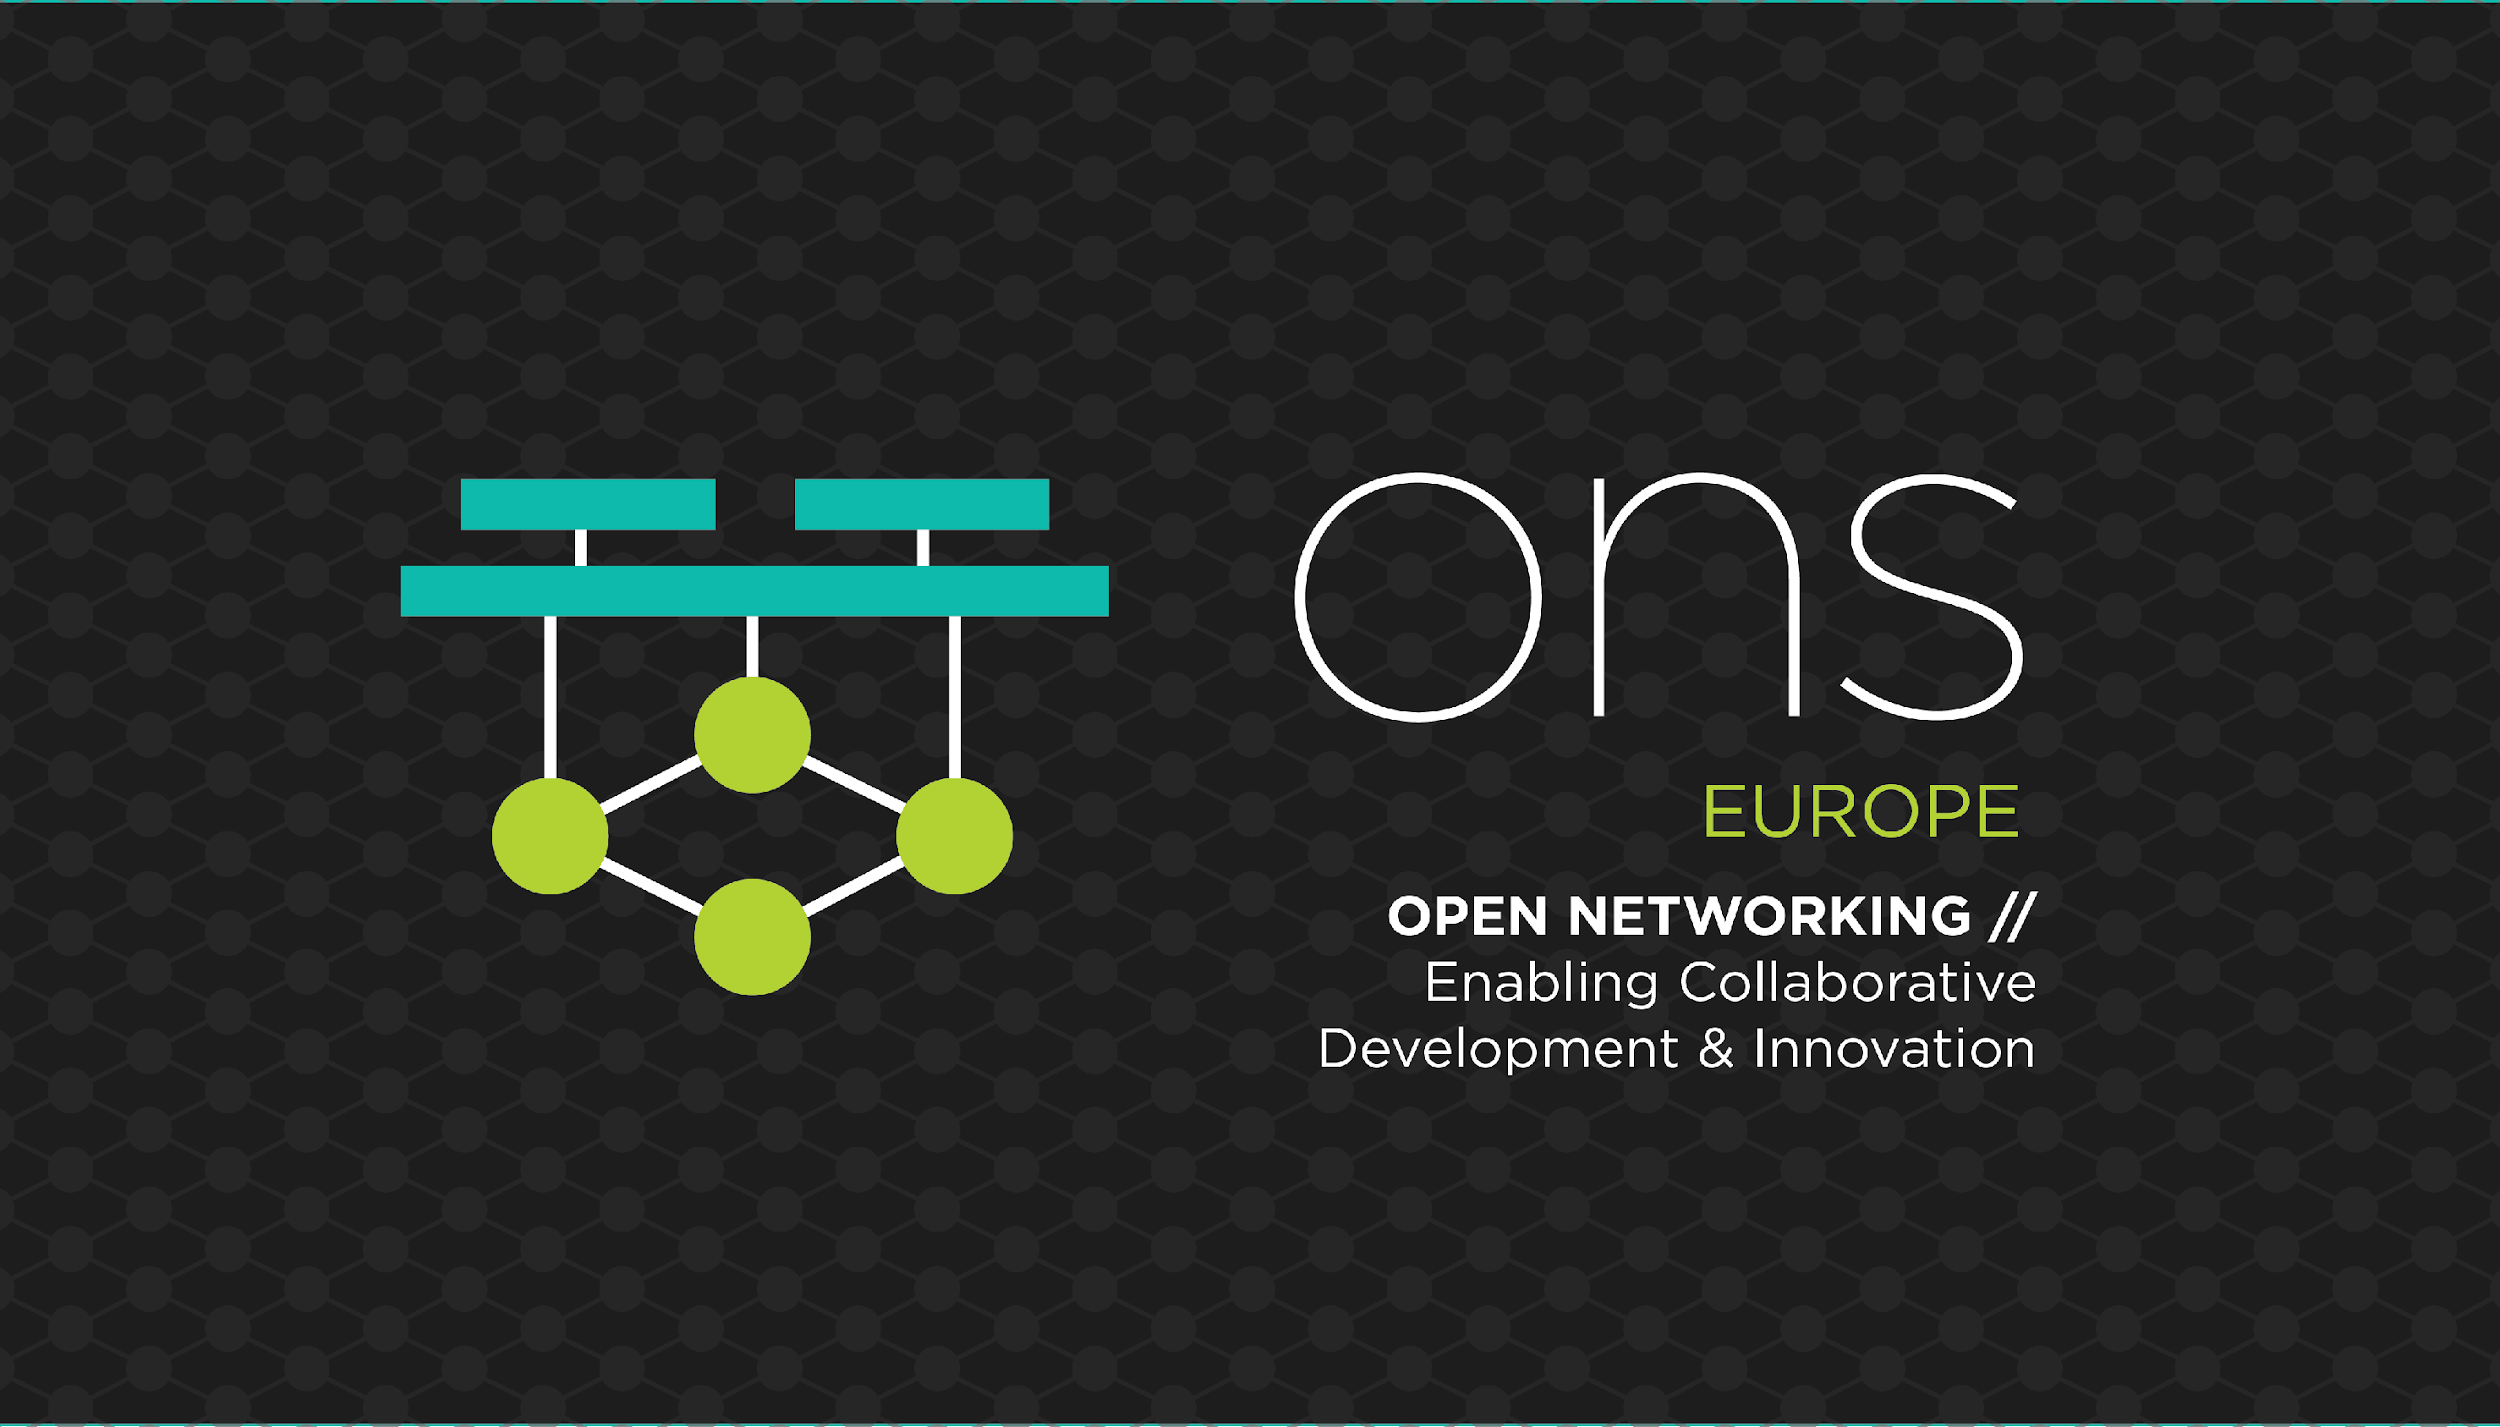 ons
EUROPE
OPEN NETWORKING //
Enabling Collaborative
Development & Innovation